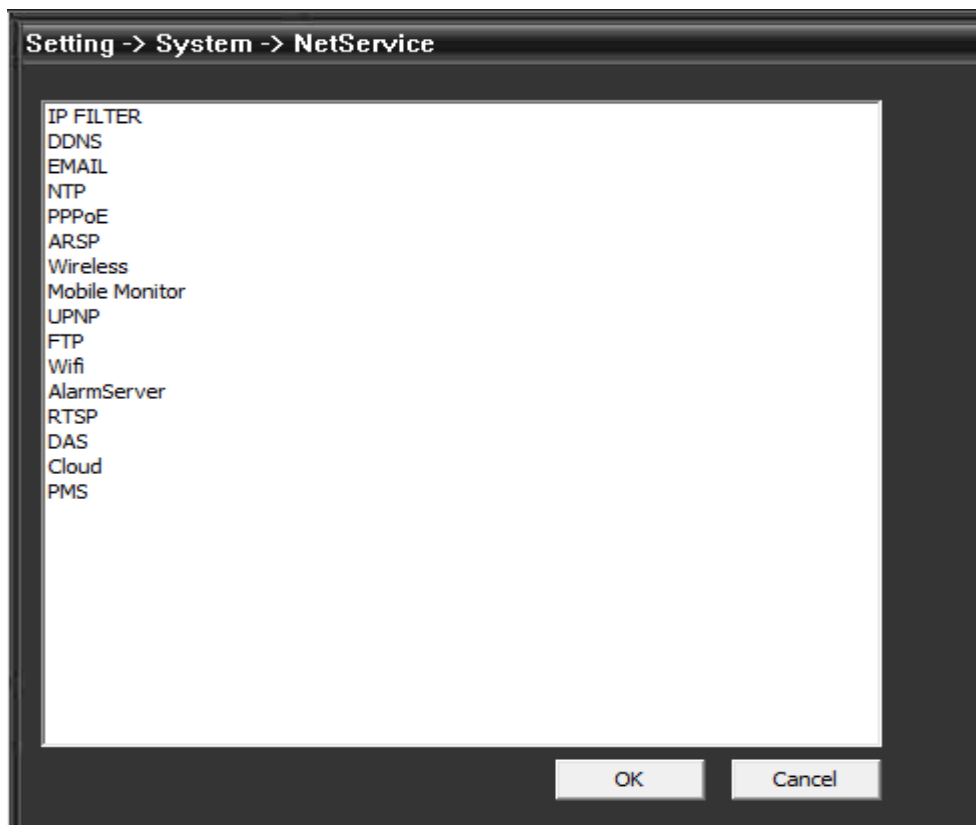 Setting -> System -> NetService
IP FILTER
DDNS
EMAIL
NTP
PPPoE
ARSP
Wireless
Mobile Monitor
UPNP
FTP
Wifi
AlarmServer
RTSP
DAS
Cloud
PMS
OK Cancel